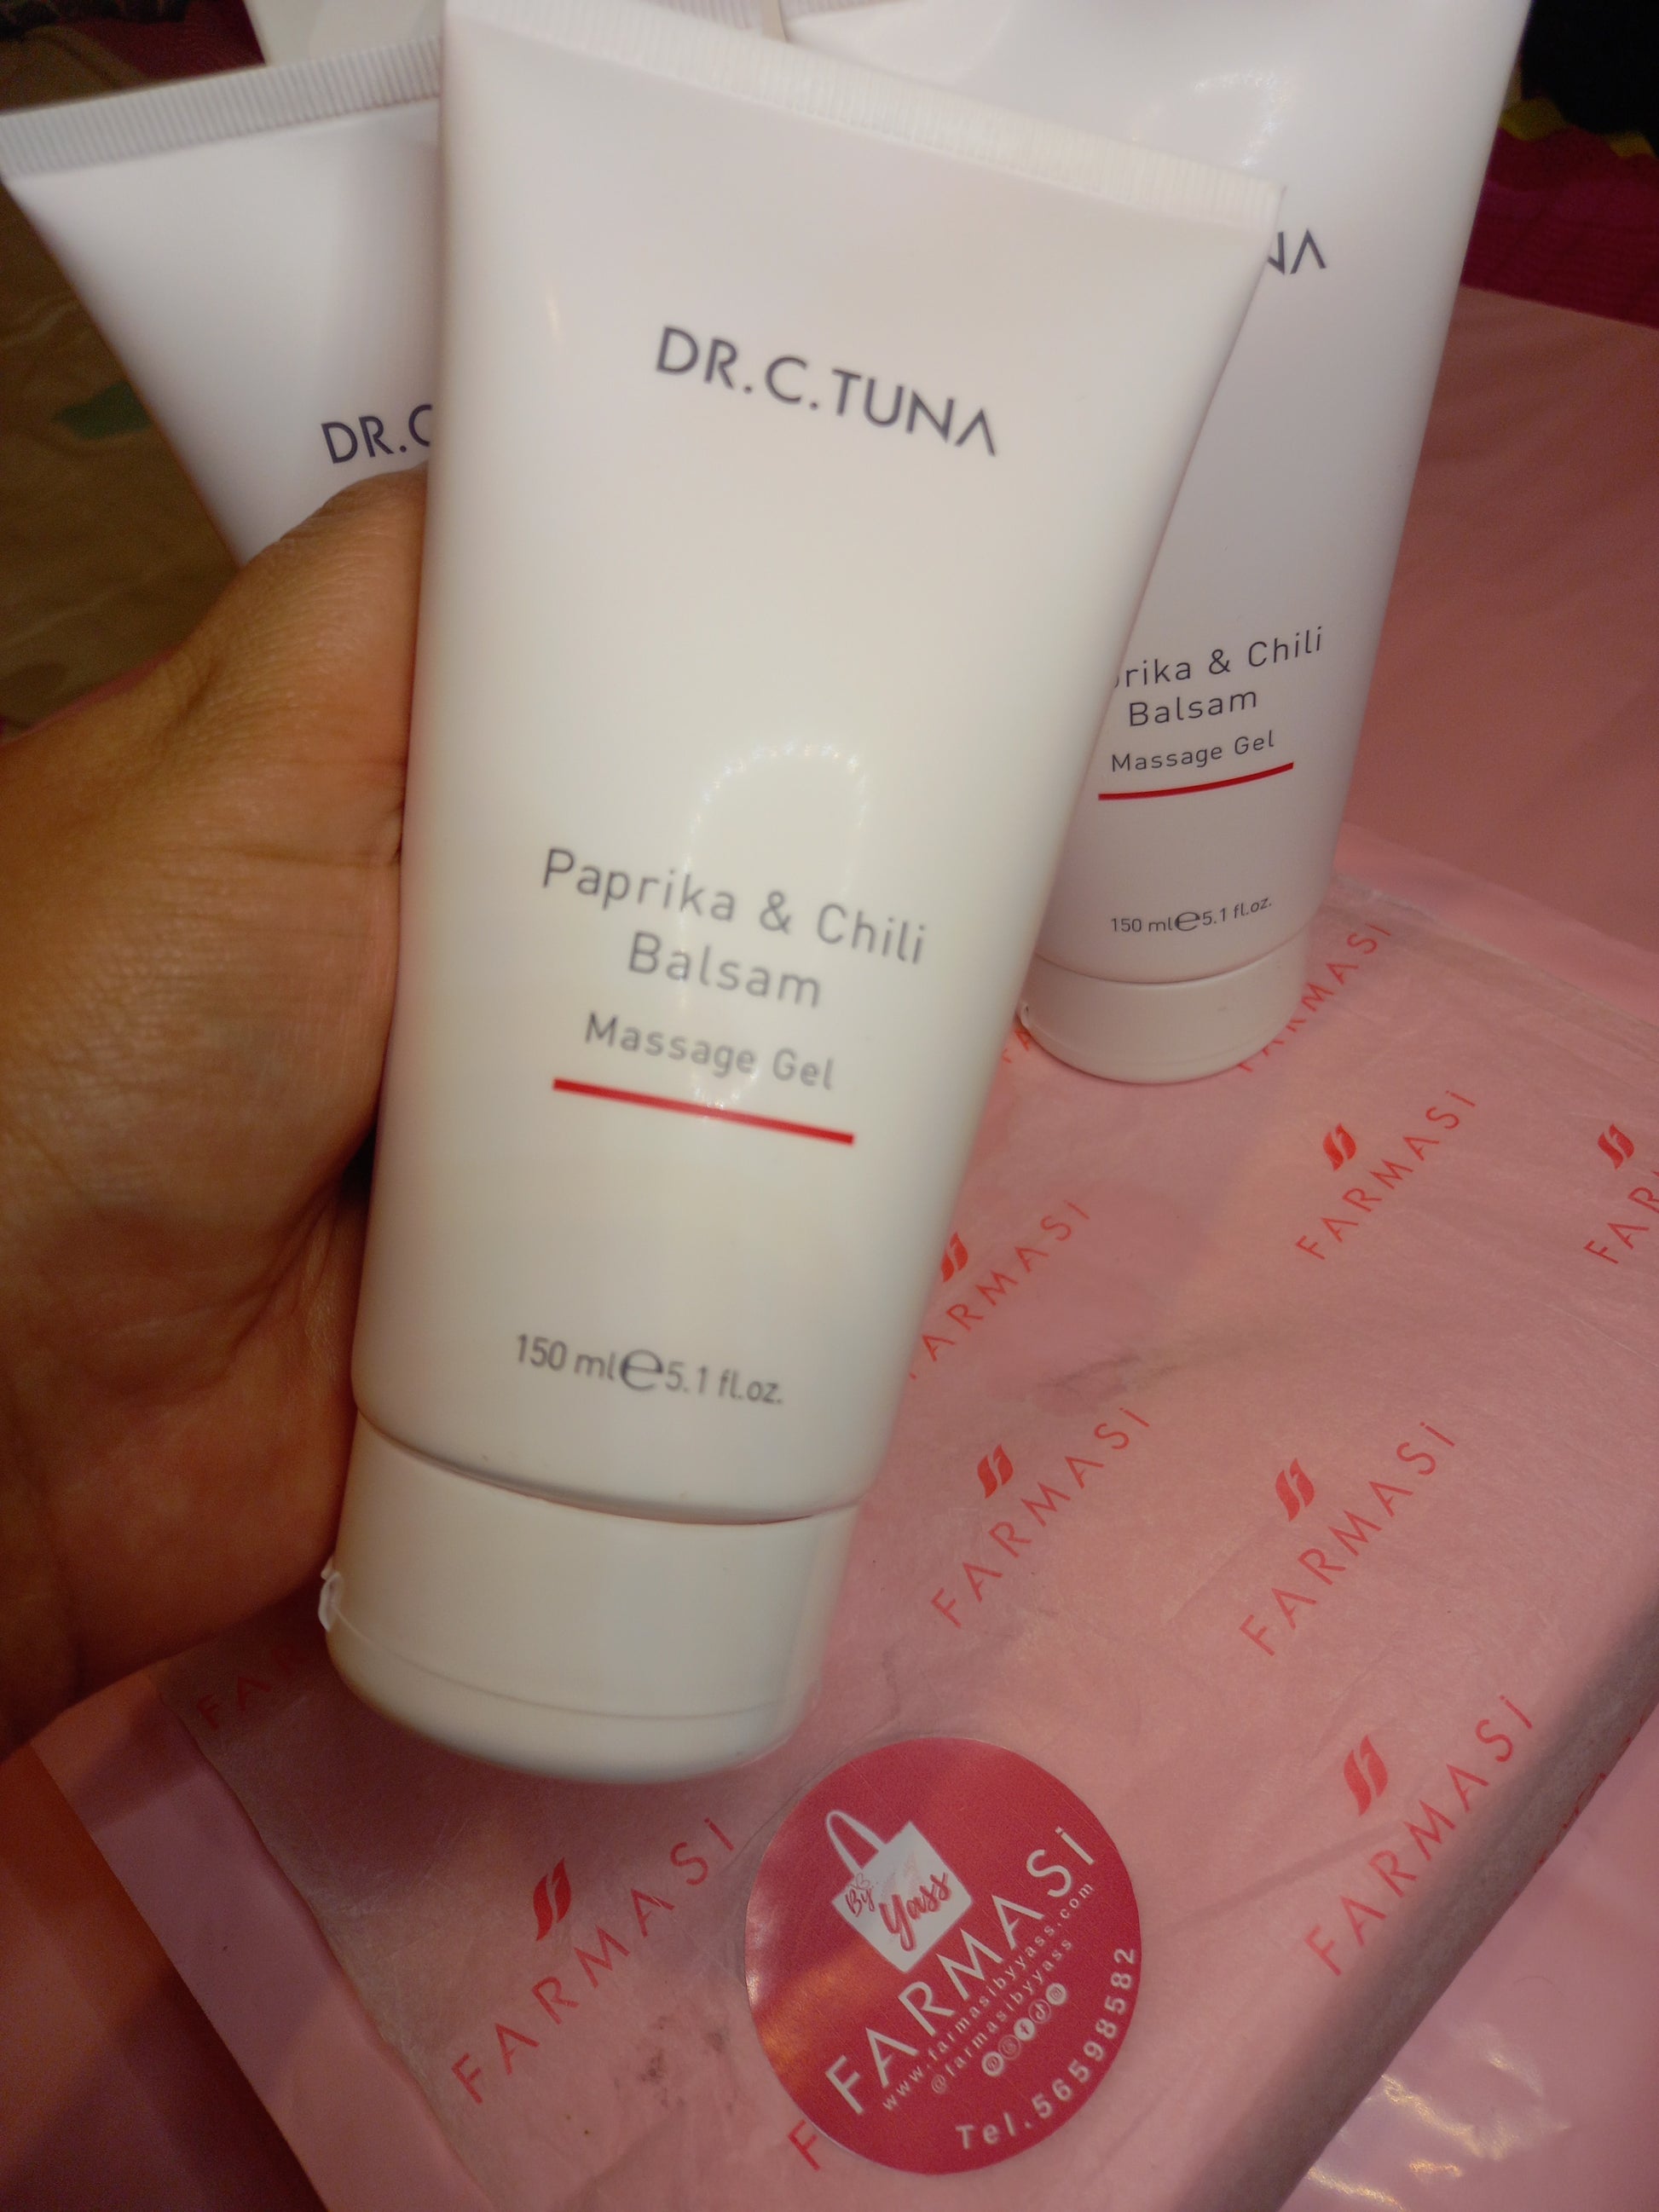 DR.C
DR.C.TUNA
Paprika & Chili
Balsam
Massage Gel
150 ml e 5.1 fl.oz.
NA
rika & Chili
Balsam
Massage Gel
150 ml e 5.1 fl.oz.
FARMASi
FARMASi
FARMASi
FARMASi
FARMASi
FARMASi
FARMASi
By
Yass
FARMASi
www.farmasibyyass.com
@farmasibyyass
Tel.56598582